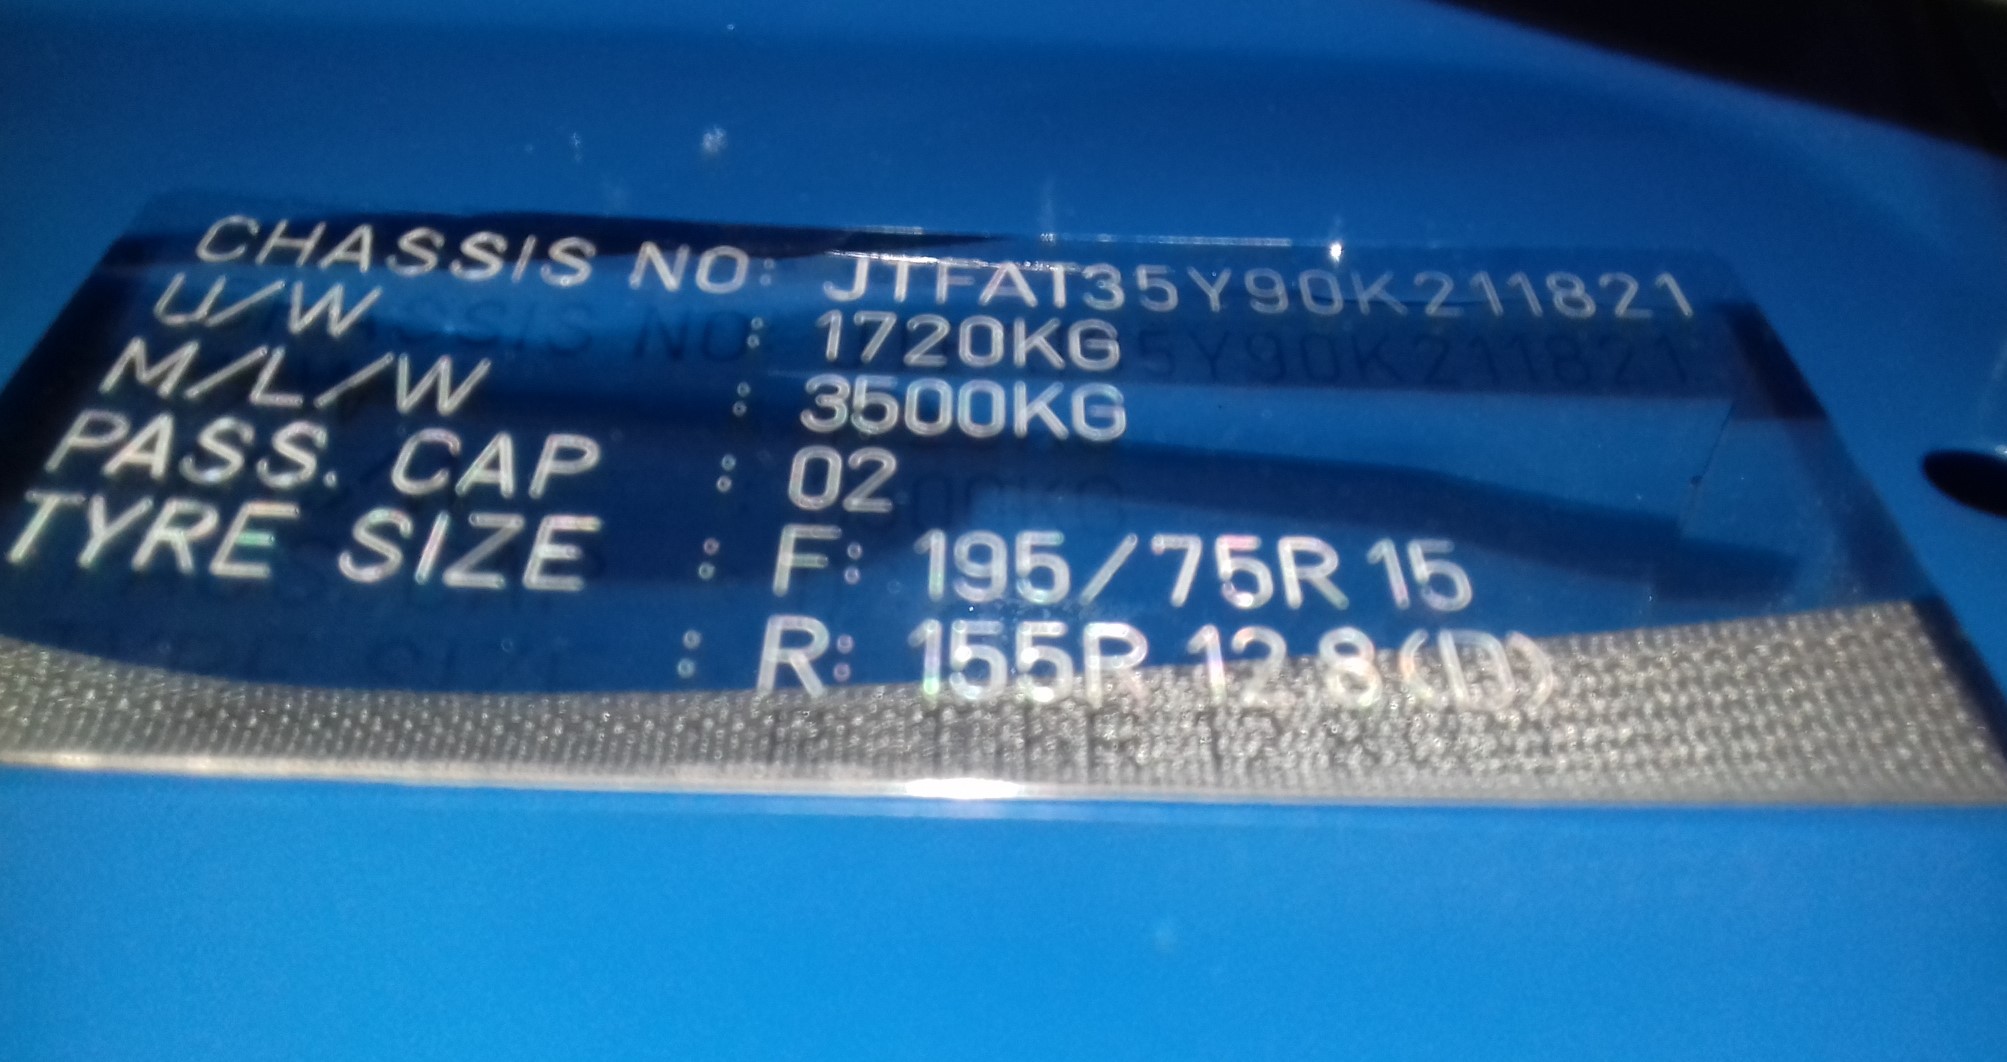 CHASSIS NO: JTFAT35Y90K211821
U/W : 1720KG
M/L/W : 3500KG
PASS. CAP : 02
TYRE SIZE : F: 195/75R 15
: R: 155R 12 8(D)